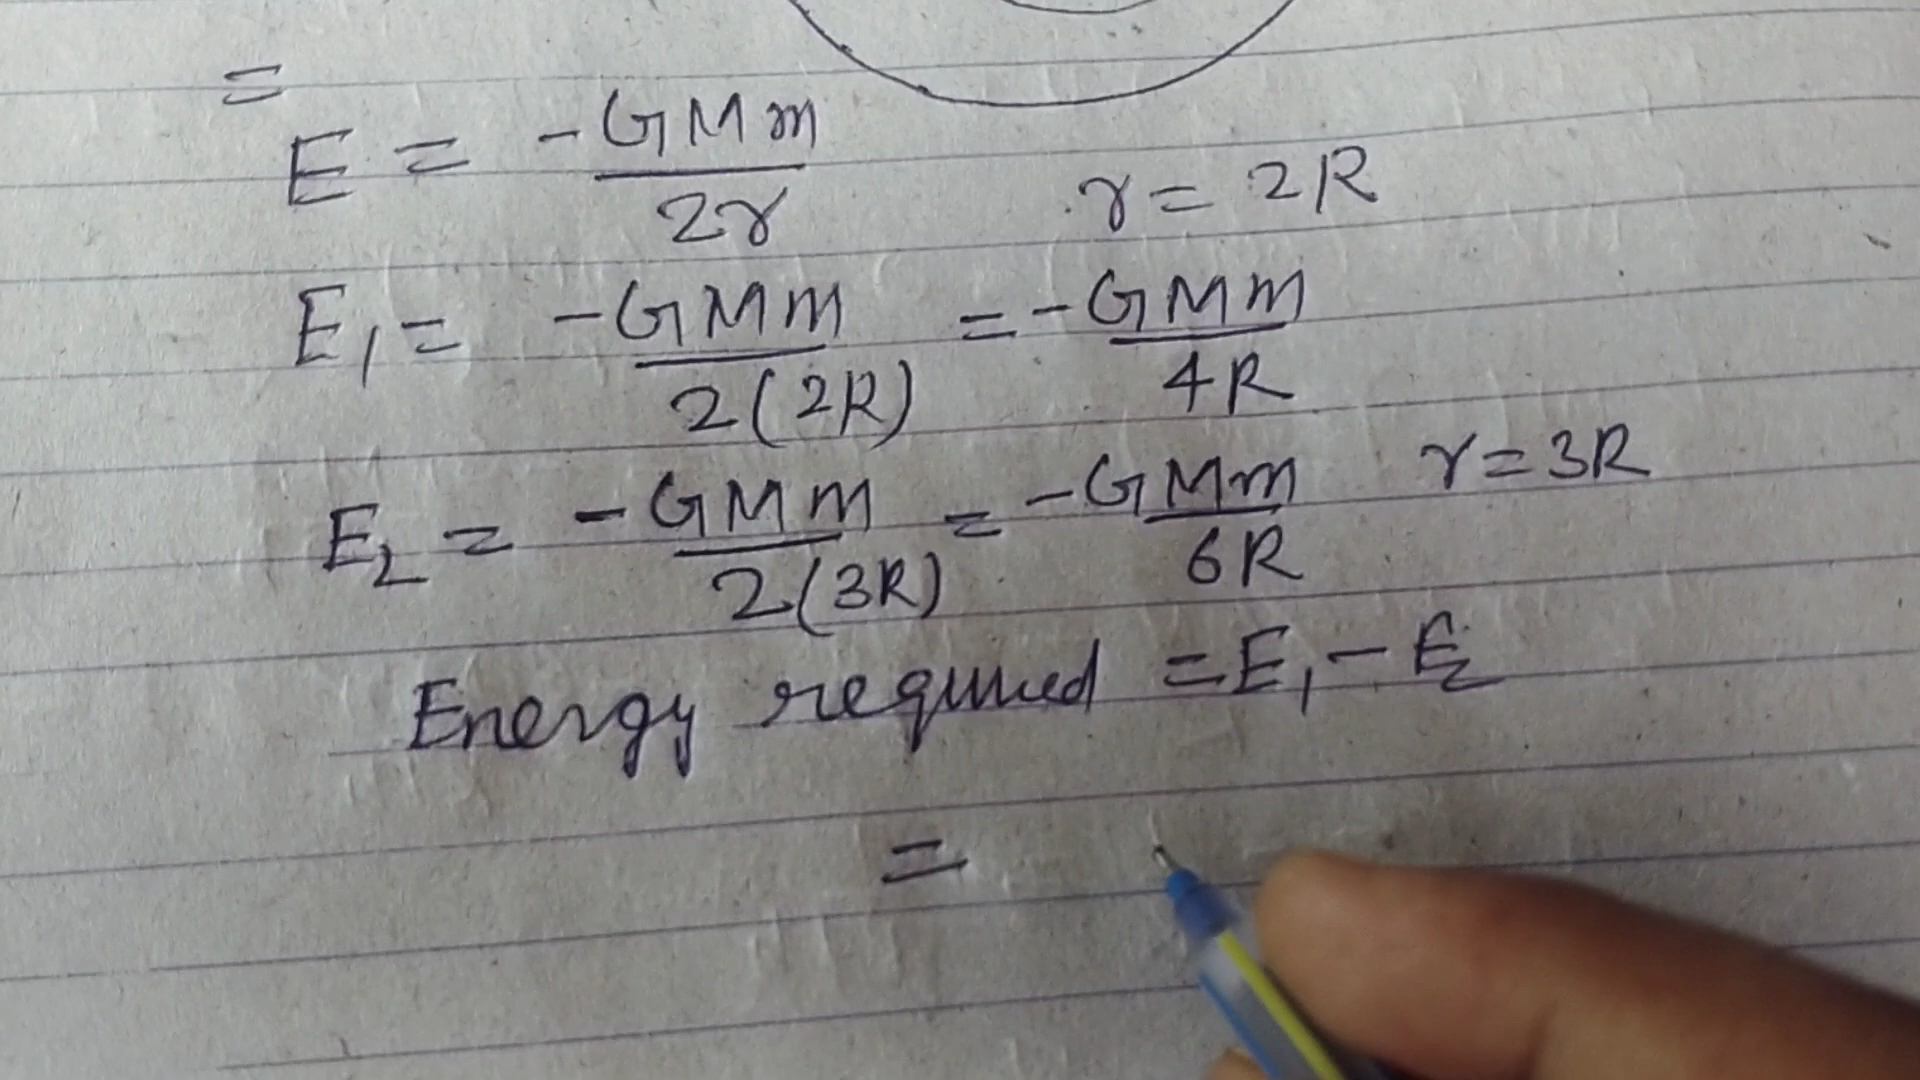 =
E = -GMm/2r
r = 2R
E₁ = -GMm/2(2R) = -GMm/4R
E₂ = -GMm/2(3R) = -GMm/6R r = 3R
Energy required = E₁ - E₂
=